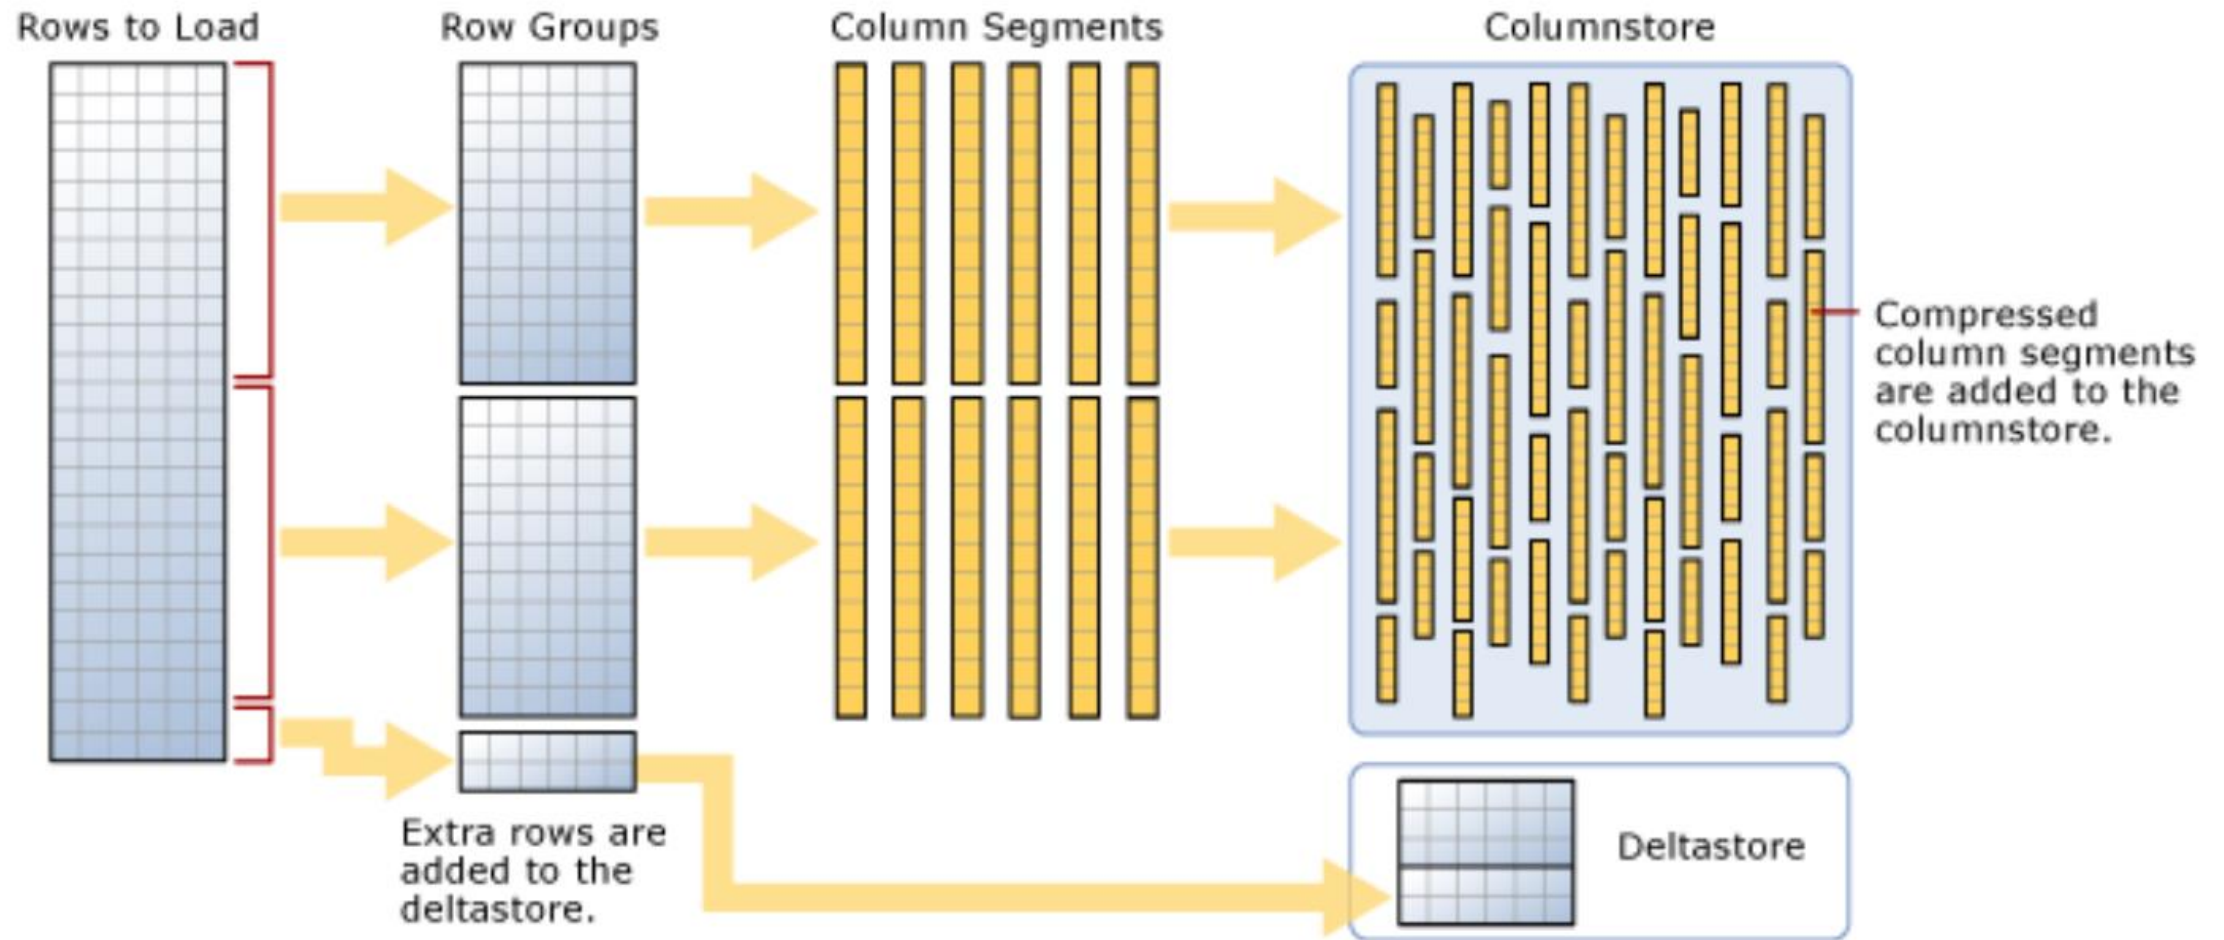 Rows to Load
Row Groups
Column Segments
Columnstore
Compressed
column segments
are added to the
columnstore.
Extra rows are
added to the
deltastore.
Deltastore